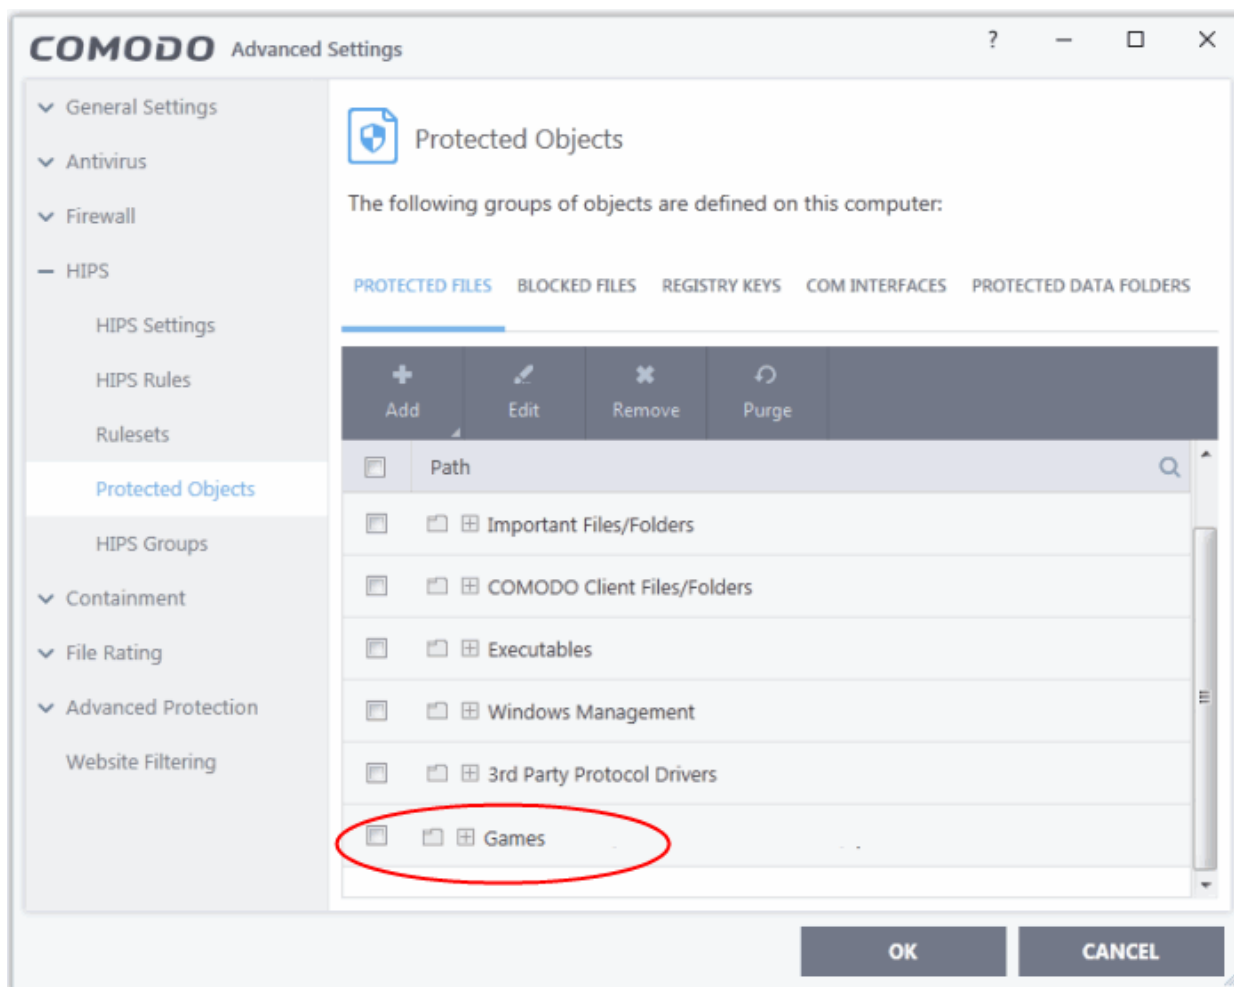 COMODO Advanced Settings ?
General Settings
Antivirus
Firewall
HIPS
HIPS Settings
HIPS Rules
Rulesets
Protected Objects
HIPS Groups
Containment
File Rating
Advanced Protection
Website Filtering
Protected Objects
The following groups of objects are defined on this computer:
PROTECTED FILES BLOCKED FILES REGISTRY KEYS COM INTERFACES PROTECTED DATA FOLDERS
Add Edit Remove Purge
Path
Important Files/Folders
COMODO Client Files/Folders
Executables
Windows Management
3rd Party Protocol Drivers
Games
OK CANCEL